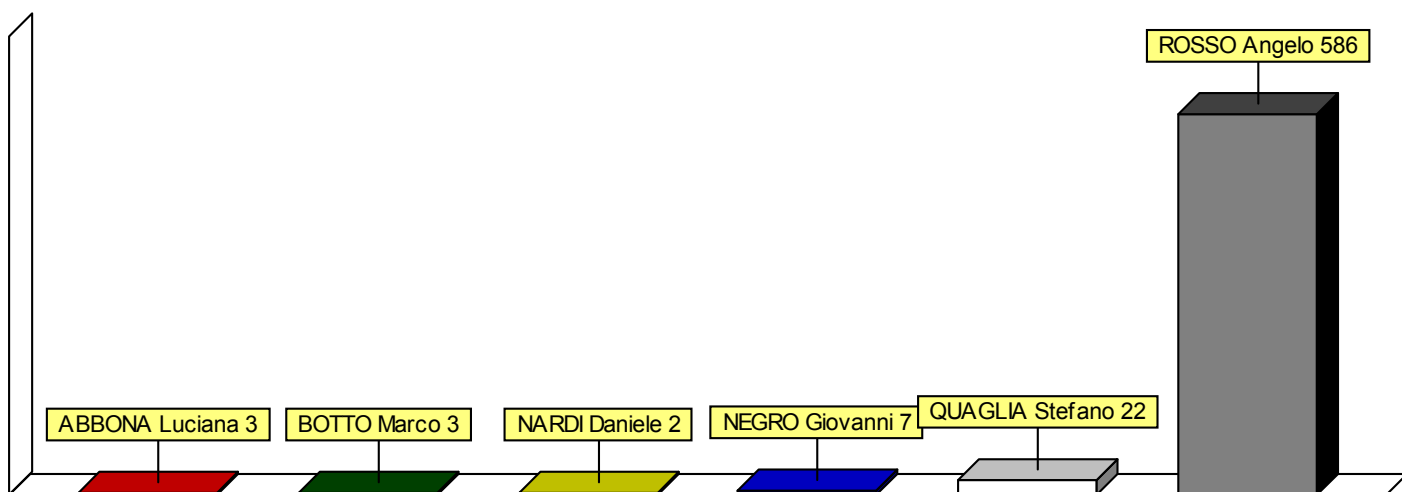 ROSSO Angelo 586
ABBONA Luciana 3
BOTTO Marco 3
NARDI Daniele 2
NEGRO Giovanni 7
QUAGLIA Stefano 22